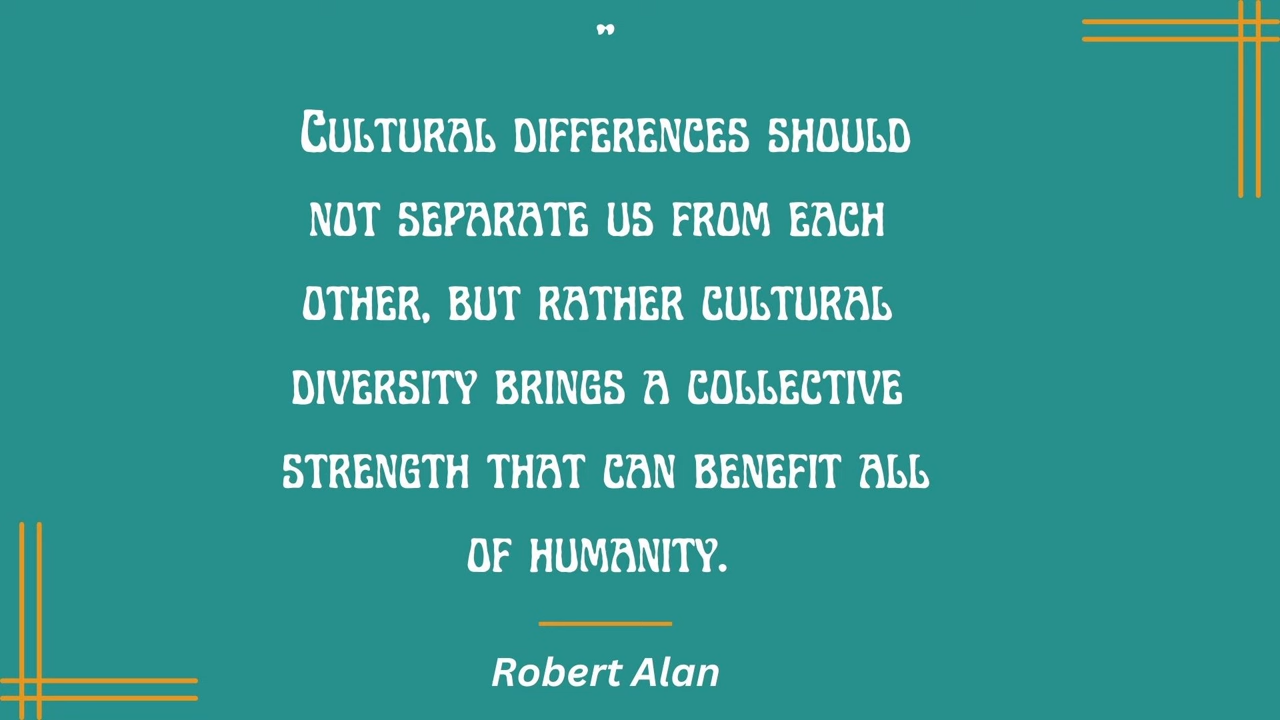 ”
Cultural differences should
not separate us from each
other, but rather cultural
diversity brings a collective
strength that can benefit all
of humanity.
Robert Alan